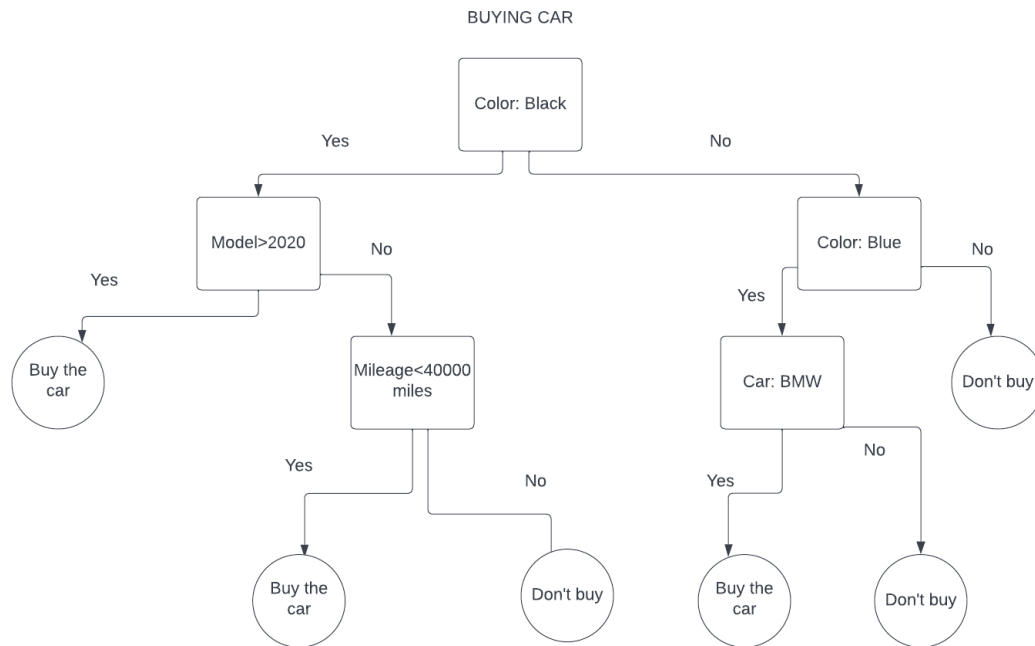 BUYING CAR
Color: Black
Yes
No
Model>2020
Color: Blue
No
No
Yes
Yes
Buy the
car
Mileage<40000
miles
Car: BMW
Don't buy
Yes
No
Yes
No
Buy the
car
Don't buy
Buy the
car
Don't buy